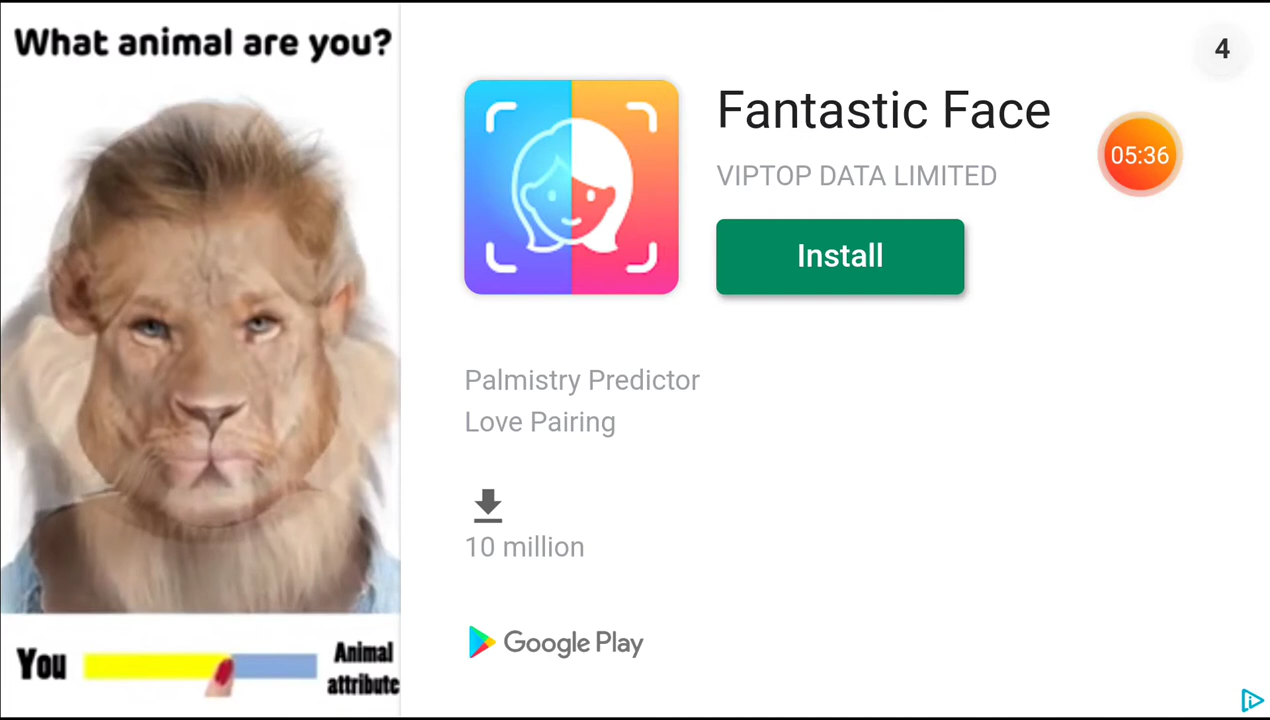 What animal are you?
You
Animal
attribute
Fantastic Face
VIPTOP DATA LIMITED
Install
Palmistry Predictor
Love Pairing
10 million
Google Play
4
05:36